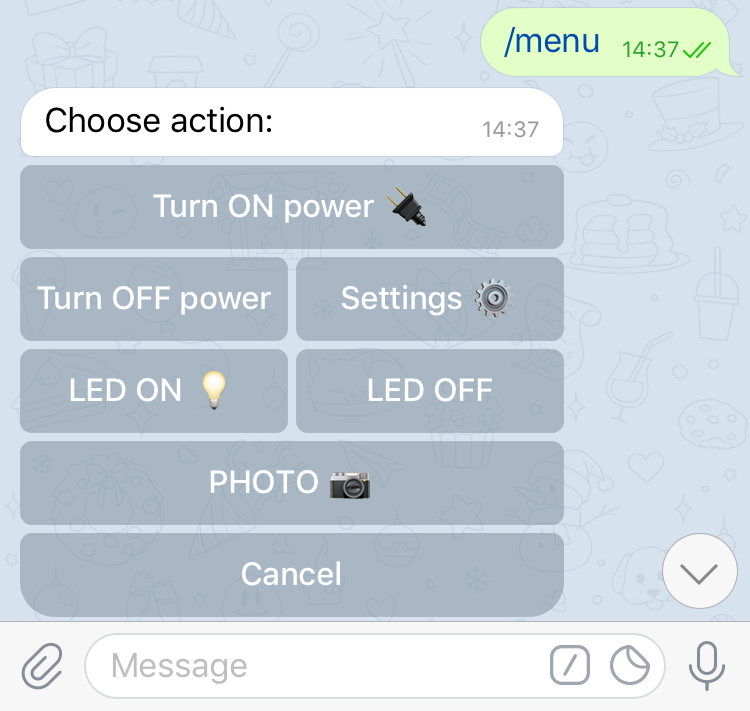 /menu 14:37
Choose action: 14:37
Turn ON power
Turn OFF power
Settings
LED ON
LED OFF
PHOTO
Cancel
Message